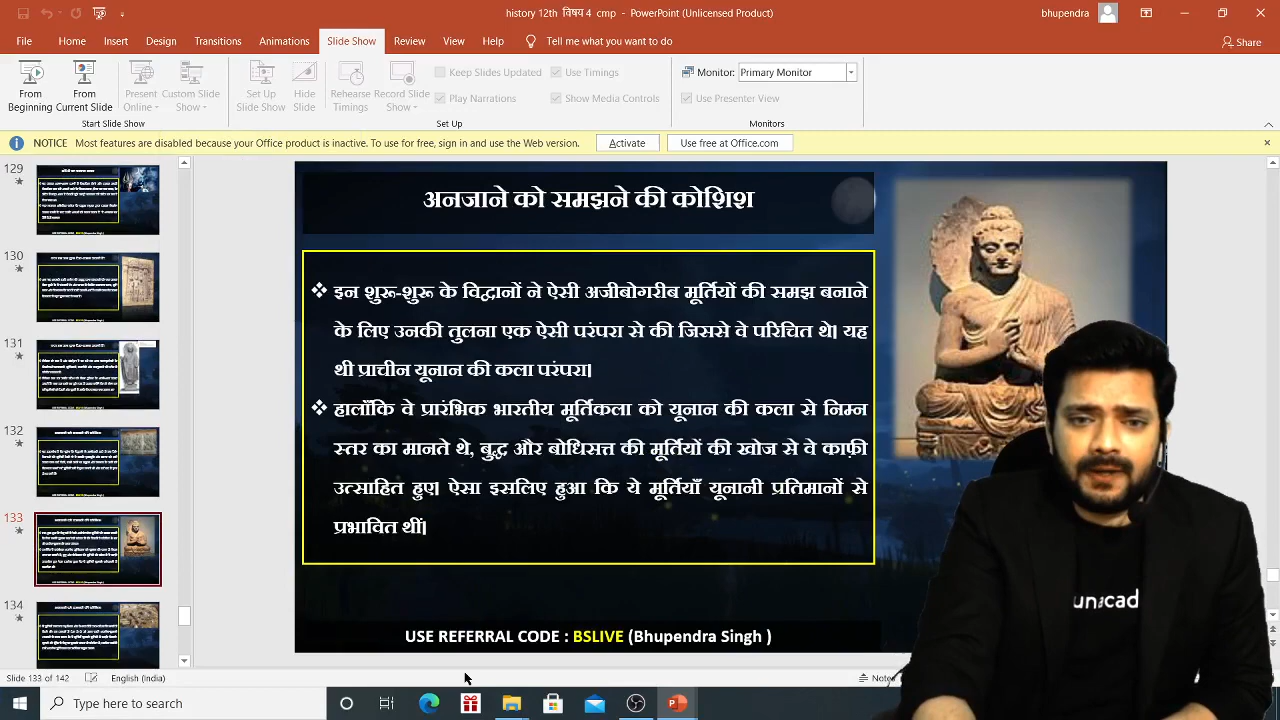 history 12th विषय 4 cmp - PowerPoint (Unlicensed Product)
bhupendra
File Home Insert Design Transitions Animations Slide Show Review View Help Tell me what you want to do
Share
From Beginning
From Current Slide
Present Online
Custom Slide Show
Set Up Slide Show
Hide Slide
Rehearse Timings
Record Slide Show
Keep Slides Updated
Play Narrations
Use Timings
Show Media Controls
Monitor: Primary Monitor
Use Presenter View
Start Slide Show
Set Up
Monitors
NOTICE Most features are disabled because your Office product is inactive. To use for free, sign in and use the Web version. Activate Use free at Office.com
129
130
131
132
133
134
अनजाने को समझने की कोशिश
❖ इन शुरू-शुरू के विद्वानों न ऐसी अजीबोगरीब मूर्तियों की समझ बनाने
के लिए उनकी तुलना एक ऐसी परंपरा से की जिससे वे परिचित थे। यह
थी प्राचीन यूनान की कला परंपरा।
❖ हालाँकि वे प्रारंभिक भारतीय मूर्तिकला को यूनान की कला से निम्न
स्तर का मानते थे, बुद्ध और बोधिसत्त की मूर्तियों की खोज से वे काफ़ी
उत्साहित हुए। ऐसा इसलिए हुआ कि ये मूर्तियाँ यूनानी प्रतिमानों से
प्रभावित थीं।
USE REFERRAL CODE : BSLIVE (Bhupendra Singh )
unacad
Slide 133 of 142 English (India)
Notes
Type here to search